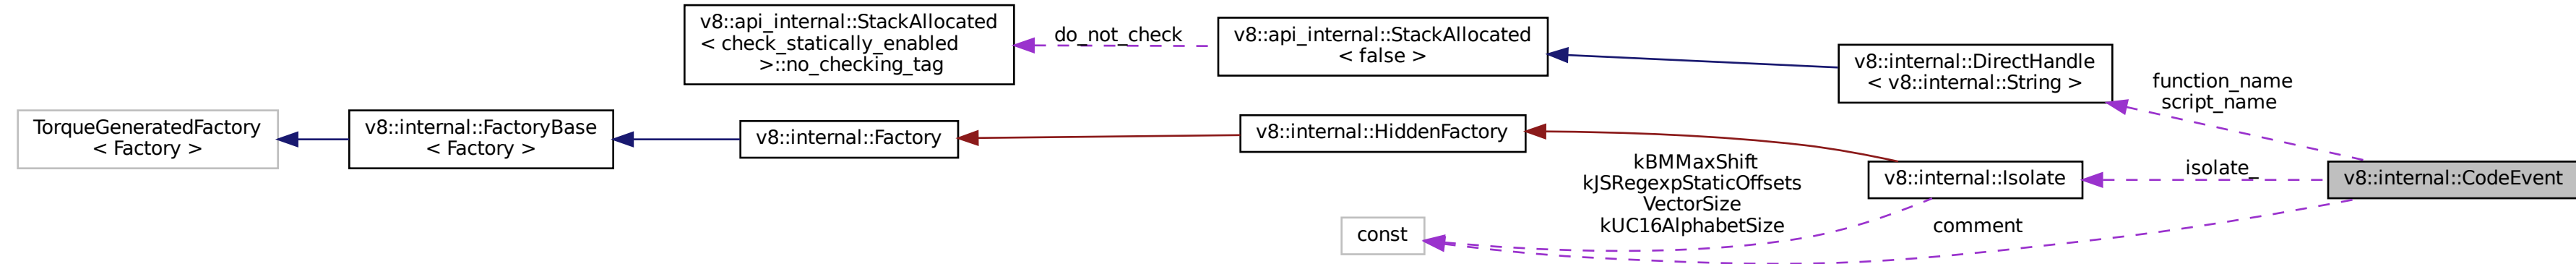 v8::api_internal::StackAllocated
< check_statically_enabled
>::no_checking_tag
do_not_check
v8::api_internal::StackAllocated
< false >
v8::internal::DirectHandle
< v8::internal::String >
function_name
script_name
TorqueGeneratedFactory
< Factory >
v8::internal::FactoryBase
< Factory >
v8::internal::Factory
v8::internal::HiddenFactory
kBMMaxShift
kJSRegexpStaticOffsets
VectorSize
kUC16AlphabetSize
v8::internal::Isolate
isolate_
v8::internal::CodeEvent
const
comment